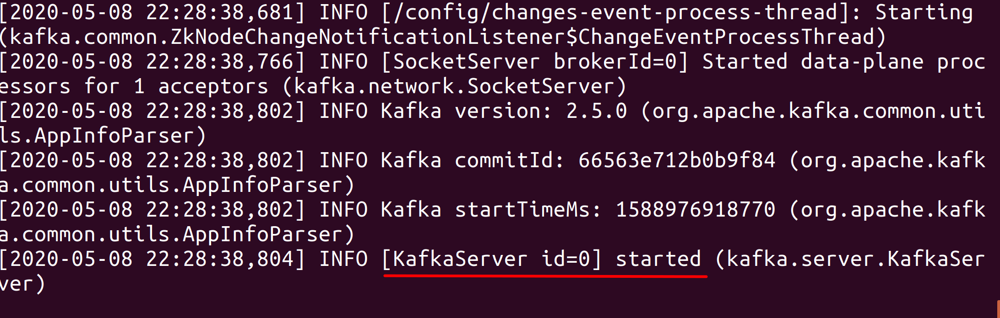 [2020-05-08 22:28:38,681] INFO [/config/changes-event-process-thread]: Starting
(kafka.common.ZkNodeChangeNotificationListener$ChangeEventProcessThread)
[2020-05-08 22:28:38,766] INFO [SocketServer brokerId=0] Started data-plane proc
essors for 1 acceptors (kafka.network.SocketServer)
[2020-05-08 22:28:38,802] INFO Kafka version: 2.5.0 (org.apache.kafka.common.uti
ls.AppInfoParser)
[2020-05-08 22:28:38,802] INFO Kafka commitId: 66563e712b0b9f84 (org.apache.kafk
a.common.utils.AppInfoParser)
[2020-05-08 22:28:38,802] INFO Kafka startTimeMs: 1588976918770 (org.apache.kafk
a.common.utils.AppInfoParser)
[2020-05-08 22:28:38,804] INFO [KafkaServer id=0] started (kafka.server.KafkaSer
ver)